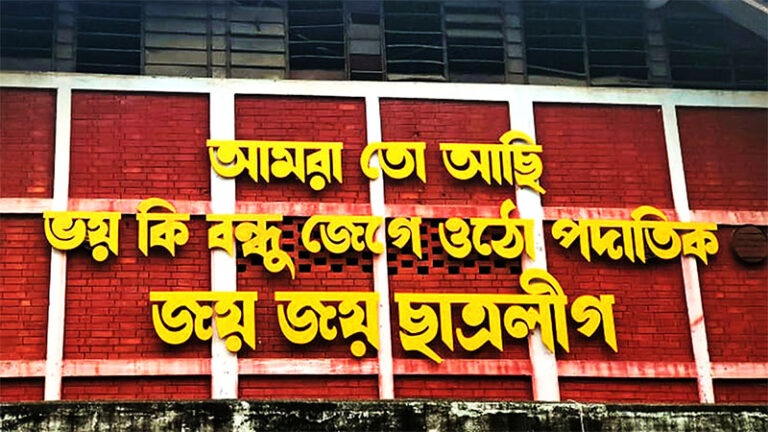 আমরা তো আছি
ভয় কি বন্ধু জেগে ওঠো পদাতিক
জয় জয় ছাত্রলীগ